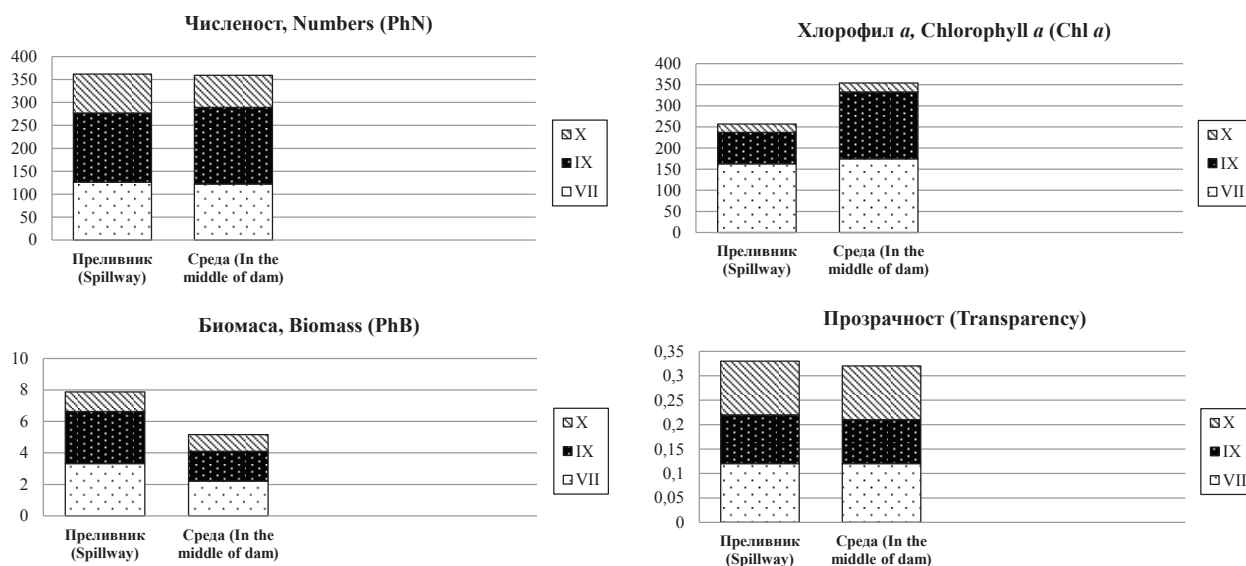 Численост, Numbers (PhN)
400
350
300
250
200
150
100
50
0
Преливник
(Spillway)
Среда (In the
middle of dam)
X
IX
VII
Хлорофил a, Chlorophyll a (Chl a)
400
350
300
250
200
150
100
50
0
Преливник
(Spillway)
Среда (In the
middle of dam)
X
IX
VII
Биомаса, Biomass (PhB)
10
8
6
4
2
0
Преливник
(Spillway)
Среда (In the
middle of dam)
X
IX
VII
Прозрачност (Transparency)
0,35
0,3
0,25
0,2
0,15
0,1
0,05
0
Преливник
(Spillway)
Среда (In the
middle of dam)
X
IX
VII